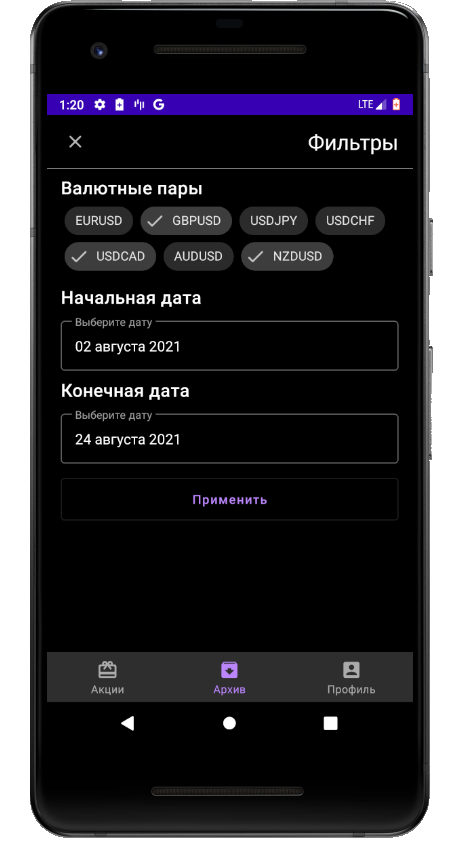 1:20 G LTE
Фильтры
Валютные пары
EURUSD GBPUSD USDJPY USDCHF
USDCAD AUDUSD NZDUSD
Начальная дата
Выберите дату
02 августа 2021
Конечная дата
Выберите дату
24 августа 2021
Применить
Акции Архив Профиль